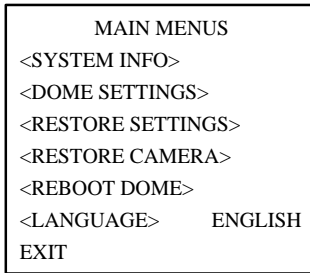 MAIN MENUS
<SYSTEM INFO>
<DOME SETTINGS>
<RESTORE SETTINGS>
<RESTORE CAMERA>
<REBOOT DOME>
<LANGUAGE> ENGLISH
EXIT